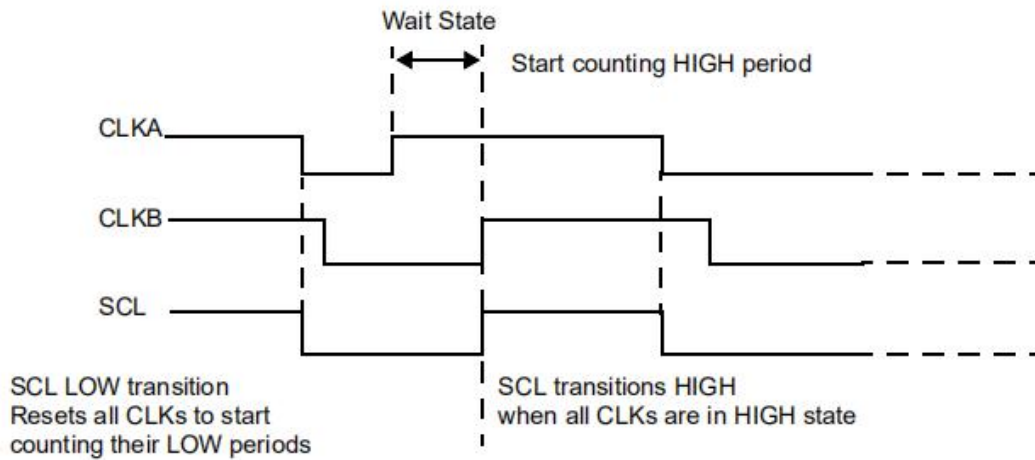 Wait State
Start counting HIGH period
CLKA
CLKB
SCL
SCL LOW transition
Resets all CLKs to start
counting their LOW periods
SCL transitions HIGH
when all CLKs are in HIGH state